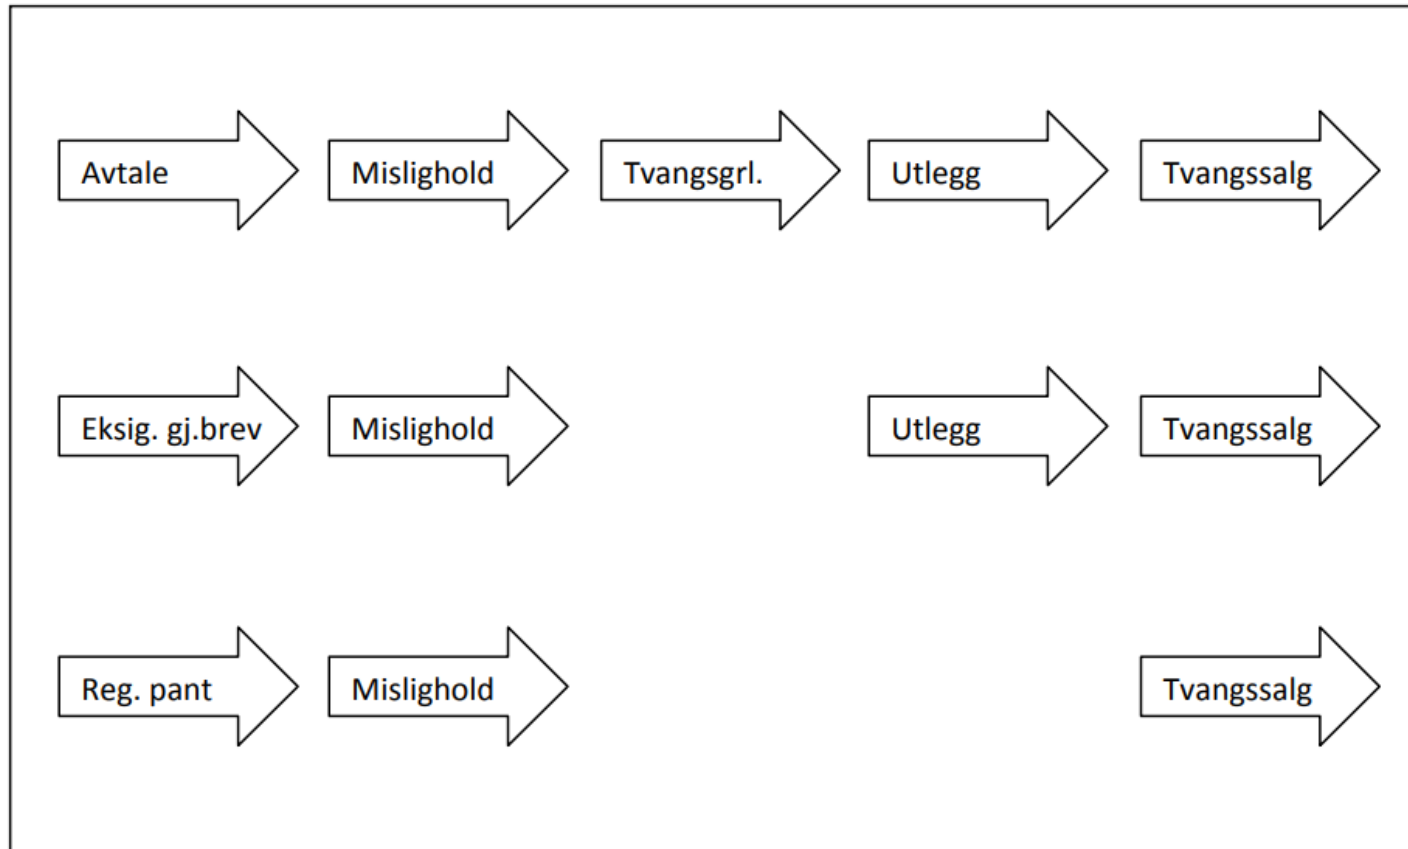 Avtale Mislighold Tvangsgrl. Utlegg Tvangssalg
Eksig. gj.brev Mislighold Utlegg Tvangssalg
Reg. pant Mislighold Tvangssalg